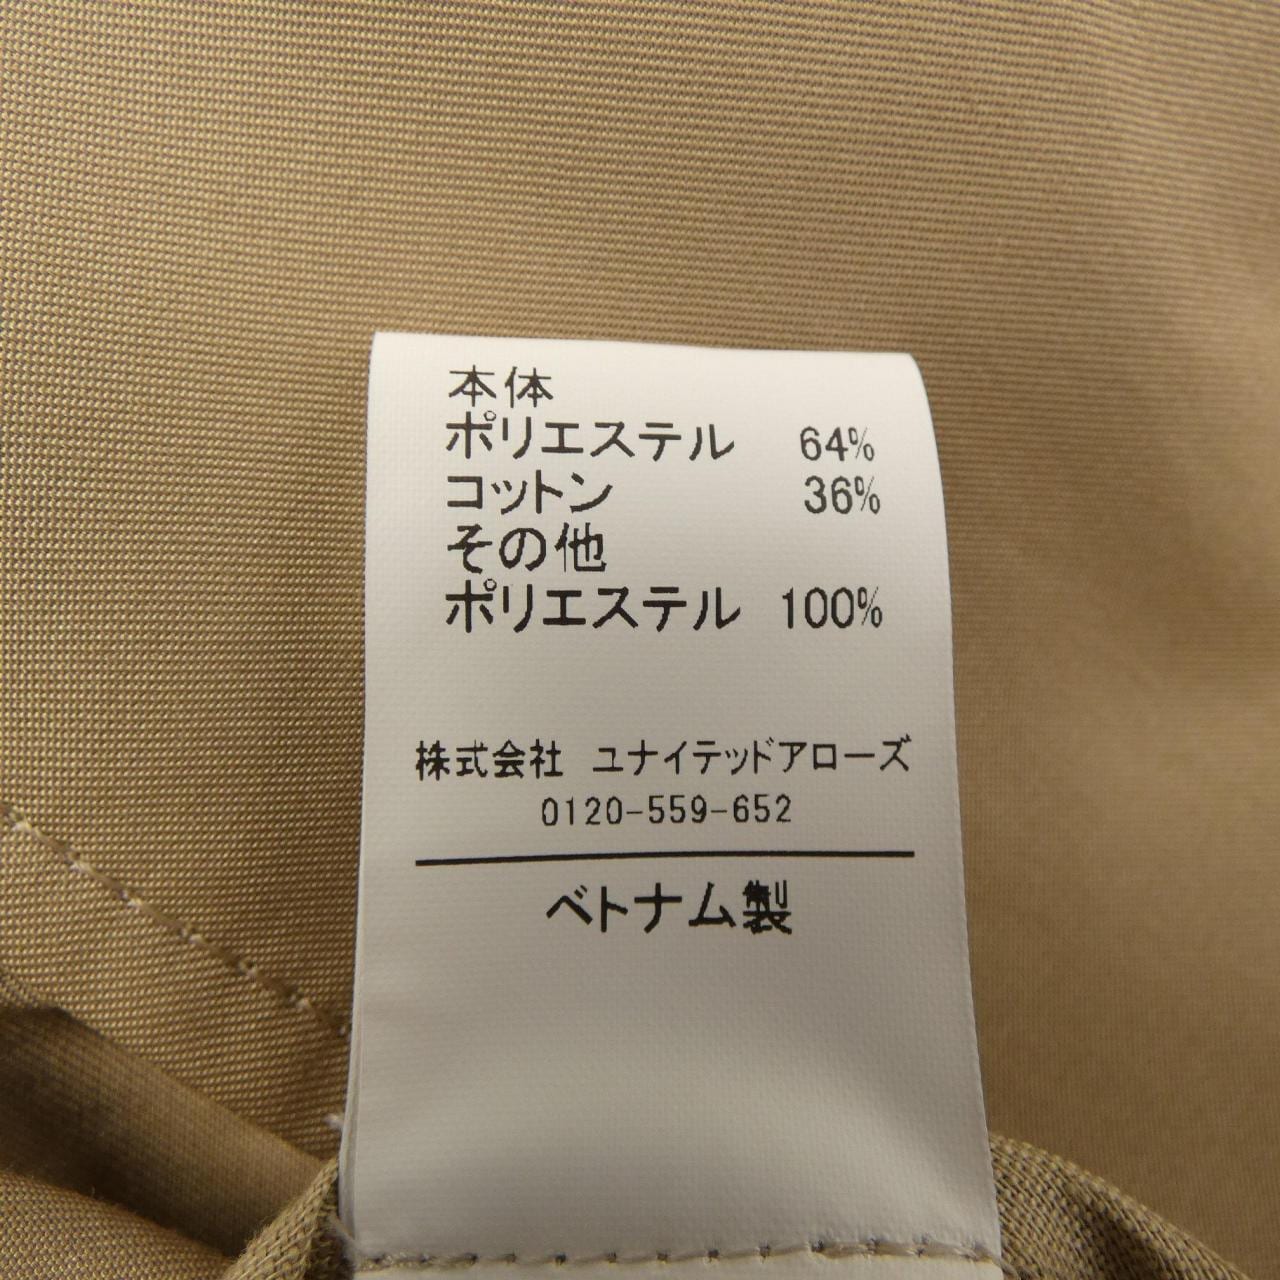 本体
ポリエステル 64%
コットン 36%
その他
ポリエステル 100%
株式会社 ユナイテッドアローズ
0120-559-652
ベトナム製